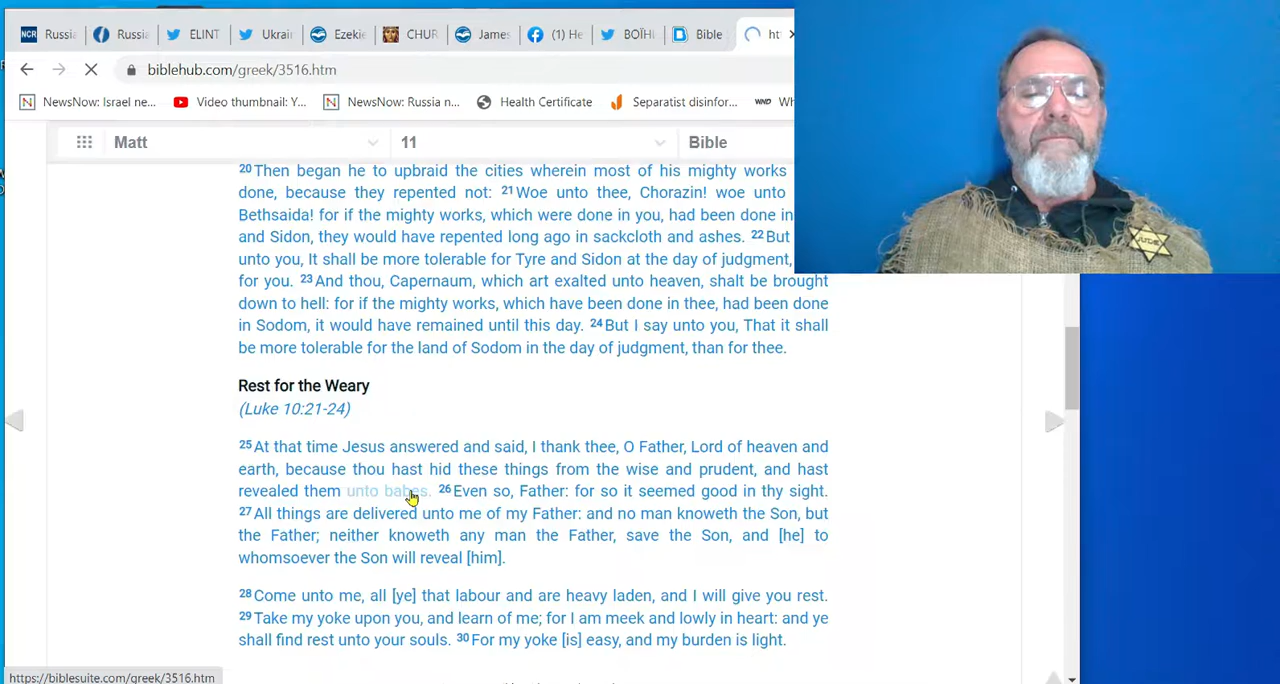 NCR Russia
Russia
ELINT
Ukrai
Ezekie
CHUR
James
(1) He
BOÏHI
Bible
ht
biblehub.com/greek/3516.htm
NewsNow: Israel ne...
Video thumbnail: Y...
NewsNow: Russia n...
Health Certificate
Separatist disinfor...
WND Wh
Matt
11
Bible
20 Then began he to upbraid the cities wherein most of his mighty works
done, because they repented not: 21 Woe unto thee, Chorazin! woe unto
Bethsaida! for if the mighty works, which were done in you, had been done in
and Sidon, they would have repented long ago in sackcloth and ashes. 22 But
unto you, It shall be more tolerable for Tyre and Sidon at the day of judgment,
for you. 23 And thou, Capernaum, which art exalted unto heaven, shalt be brought
down to hell: for if the mighty works, which have been done in thee, had been done
in Sodom, it would have remained until this day. 24 But I say unto you, That it shall
be more tolerable for the land of Sodom in the day of judgment, than for thee.
Rest for the Weary
(Luke 10:21-24)
25 At that time Jesus answered and said, I thank thee, O Father, Lord of heaven and
earth, because thou hast hid these things from the wise and prudent, and hast
revealed them unto babes. 26 Even so, Father: for so it seemed good in thy sight.
27 All things are delivered unto me of my Father: and no man knoweth the Son, but
the Father; neither knoweth any man the Father, save the Son, and [he] to
whomsoever the Son will reveal [him].
28 Come unto me, all [ye] that labour and are heavy laden, and I will give you rest.
29 Take my yoke upon you, and learn of me; for I am meek and lowly in heart: and ye
shall find rest unto your souls. 30 For my yoke [is] easy, and my burden is light.
https://biblesuite.com/greek/3516.htm